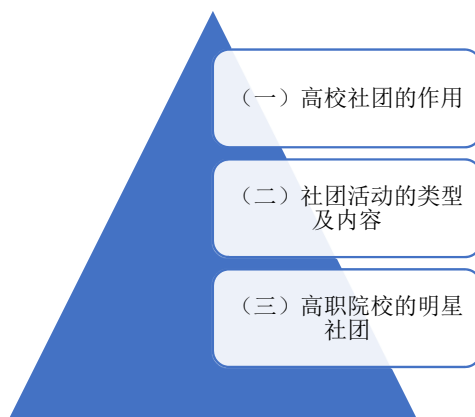 （一）高校社团的作用
（二）社团活动的类型
及内容
（三）高职院校的明星
社团